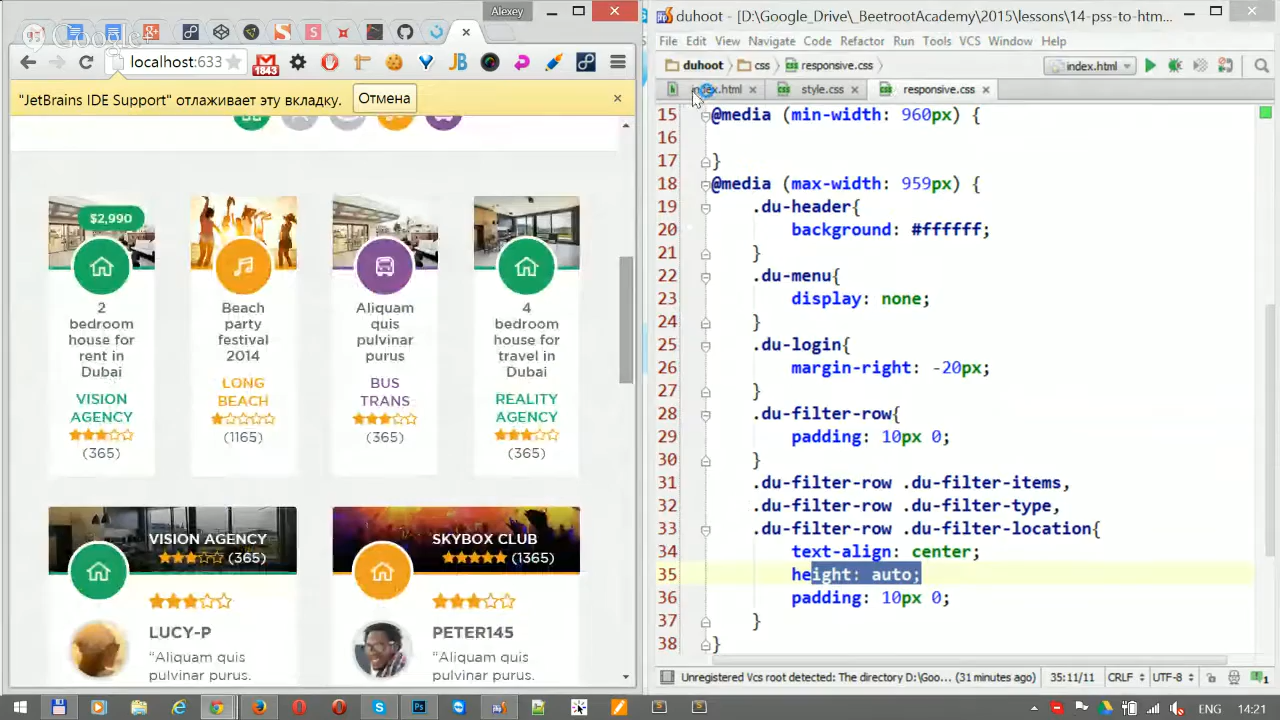 Alexey
duhoot - [D:\Google_Drive\_BeetrootAcademy\2015\lessons\14-pss-to-htm...
Google+
File Edit View Navigate Code Refactor Run Tools VCS Window Help
localhost:633
1843
duhoot css responsive.css
index.html
"JetBrains IDE Support" отлаживает эту вкладку. Отмена
index.html style.css responsive.css
15 @media (min-width: 960px) {
16
17 }
18 @media (max-width: 959px) {
19 .du-header{
20 background: #ffffff;
21 }
22 .du-menu{
23 display: none;
24 }
25 .du-login{
26 margin-right: -20px;
27 }
28 .du-filter-row{
29 padding: 10px 0;
30 }
31 .du-filter-row .du-filter-items,
32 .du-filter-row .du-filter-type,
33 .du-filter-row .du-filter-location{
34 text-align: center;
35 height: auto;
36 padding: 10px 0;
37 }
38 }
$2,990
2
bedroom
house for
rent in
Dubai
VISION
AGENCY
(365)
Beach
party
festival
2014
LONG
BEACH
(1165)
Aliquam
quis
pulvinar
purus
BUS
TRANS
(365)
4
bedroom
house for
travel in
Dubai
REALITY
AGENCY
(365)
VISION AGENCY
(365)
LUCY-P
"Aliquam quis
pulvinar purus.
SKYBOX CLUB
(1365)
PETER145
"Aliquam quis
pulvinar purus.
Unregistered Vcs root detected: The directory D:\Goo... (31 minutes ago) 35:11/11 CRLF UTF-8 1
ENG 14:21